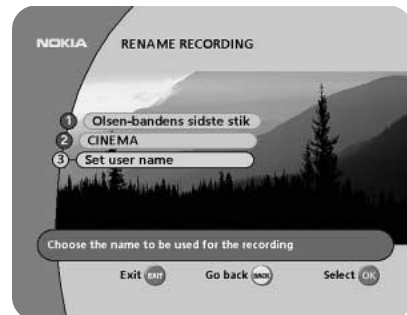 NOKIA RENAME RECORDING
1 Olsen-bandens sidste stik
2 CINEMA
3 Set user name
Choose the name to be used for the recording
Exit EXIT Go back BACK Select OK